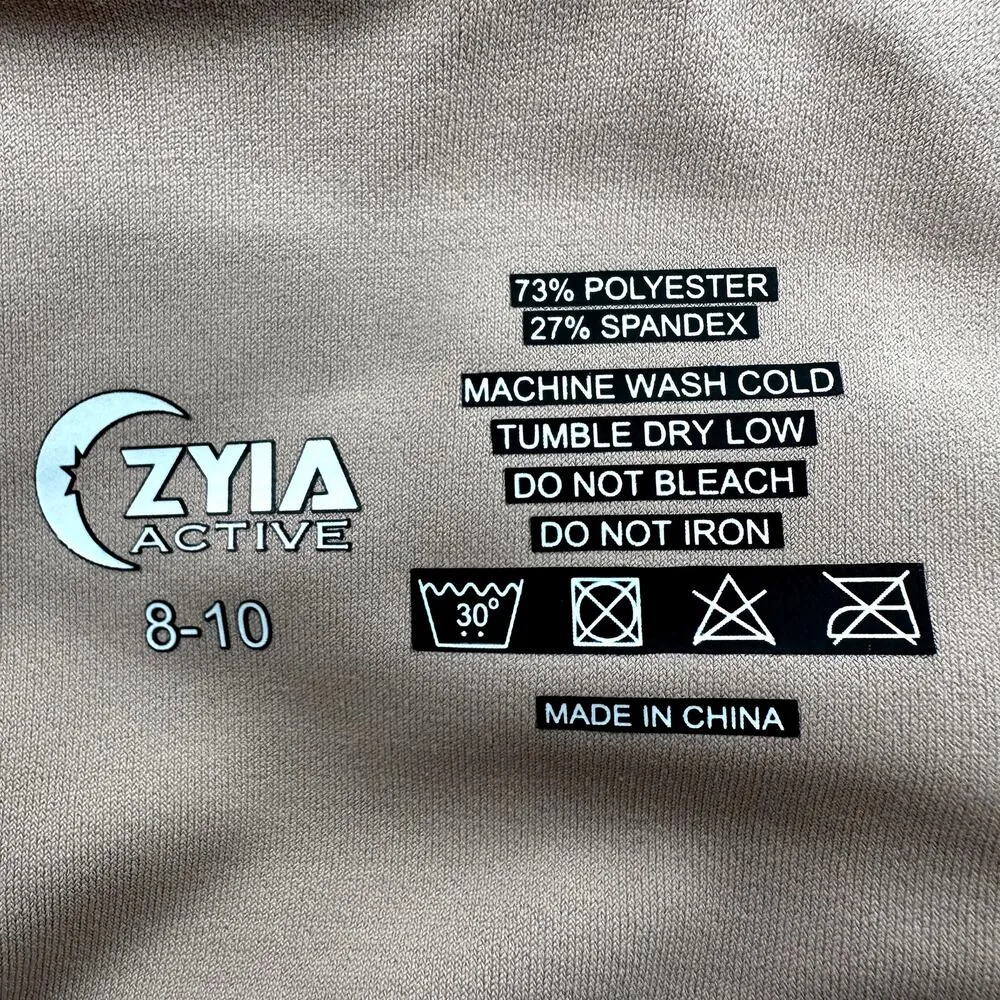 73% POLYESTER
27% SPANDEX
MACHINE WASH COLD
TUMBLE DRY LOW
DO NOT BLEACH
DO NOT IRON
30°
MADE IN CHINA
ZYIA
ACTIVE
8-10